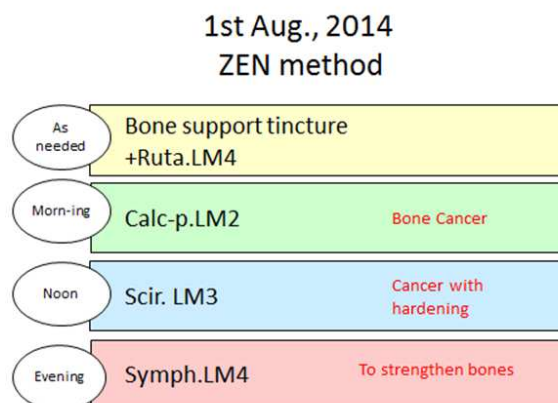 1st Aug., 2014
ZEN method
As
needed
Bone support tincture
+Ruta.LM4
Morn-ing
Calc-p.LM2
Bone Cancer
Noon
Scir. LM3
Cancer with
hardening
Evening
Symph.LM4
To strengthen bones